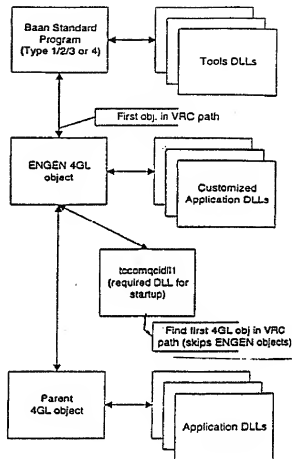 Baan Standard
Program
(Type 1/2/3 or 4)
Tools DLLs
First obj. in VRC path
ENGEN 4GL
object
Customized
Application DLLs
tccomqcidll1
(required DLL for
startup)
Find first 4GL obj in VRC
path (skips ENGEN objects)
Parent
4GL object
Application DLLs